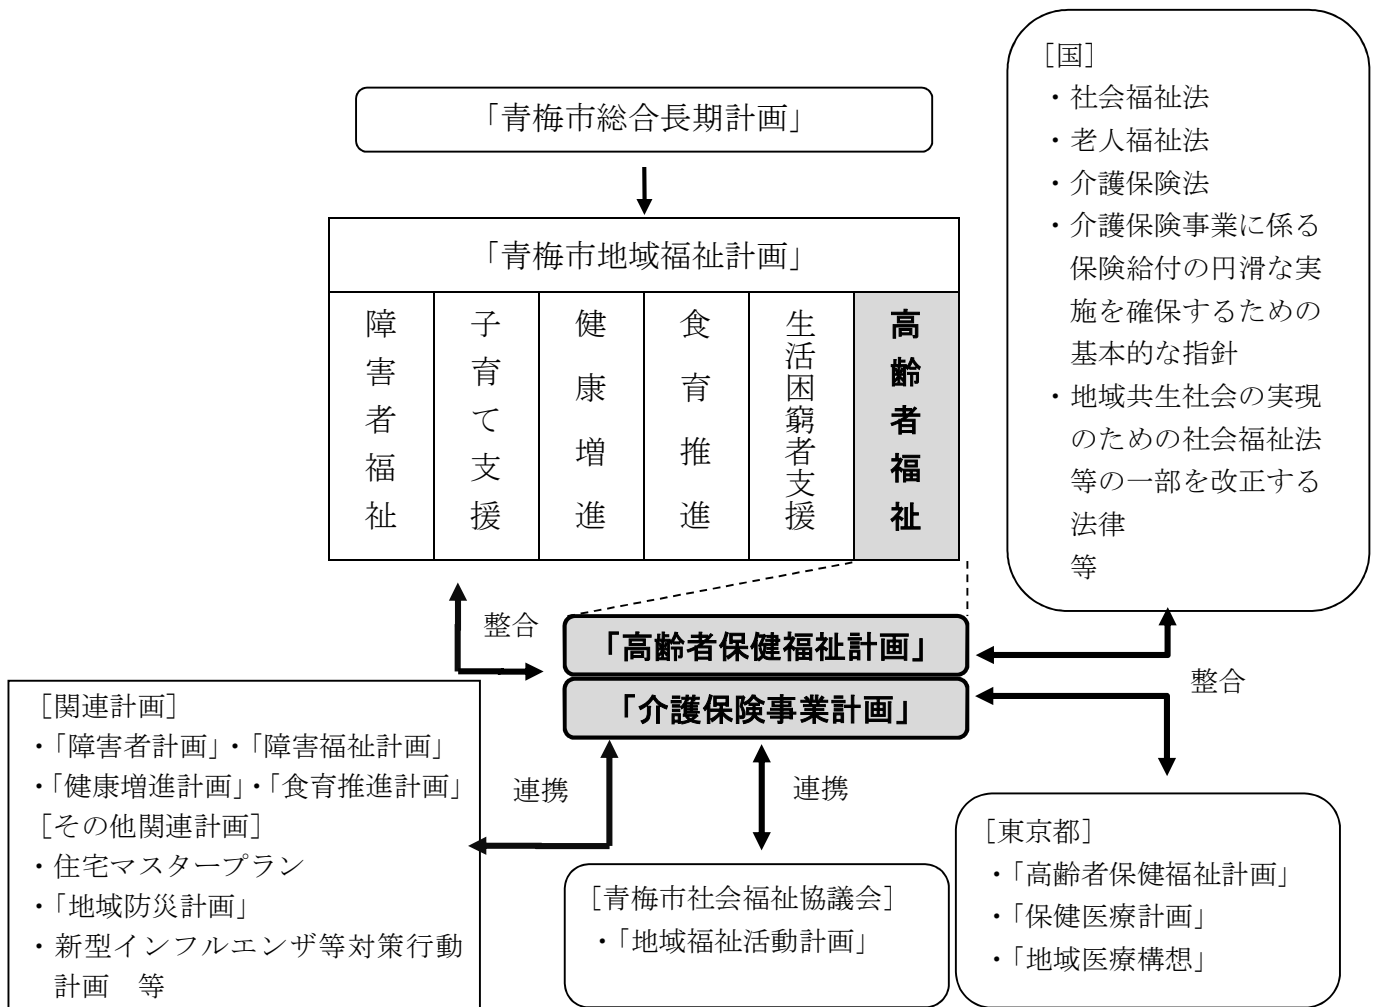 「青梅市総合長期計画」
「青梅市地域福祉計画」
障害者福祉
子育て支援
健康増進
食育推進
生活困窮者支援
高齢者福祉
［国］
・社会福祉法
・老人福祉法
・介護保険法
・介護保険事業に係る
保険給付の円滑な実
施を確保するための
基本的な指針
・地域共生社会の実現
のための社会福祉法
等の一部を改正する
法律
等
整合
「高齢者保健福祉計画」
「介護保険事業計画」
整合
［関連計画］
・「障害者計画」・「障害福祉計画」
・「健康増進計画」・「食育推進計画」
［その他関連計画］
・住宅マスタープラン
・「地域防災計画」
・新型インフルエンザ等対策行動
計画　等
連携
連携
［青梅市社会福祉協議会］
・「地域福祉活動計画」
［東京都］
・「高齢者保健福祉計画」
・「保健医療計画」
・「地域医療構想」